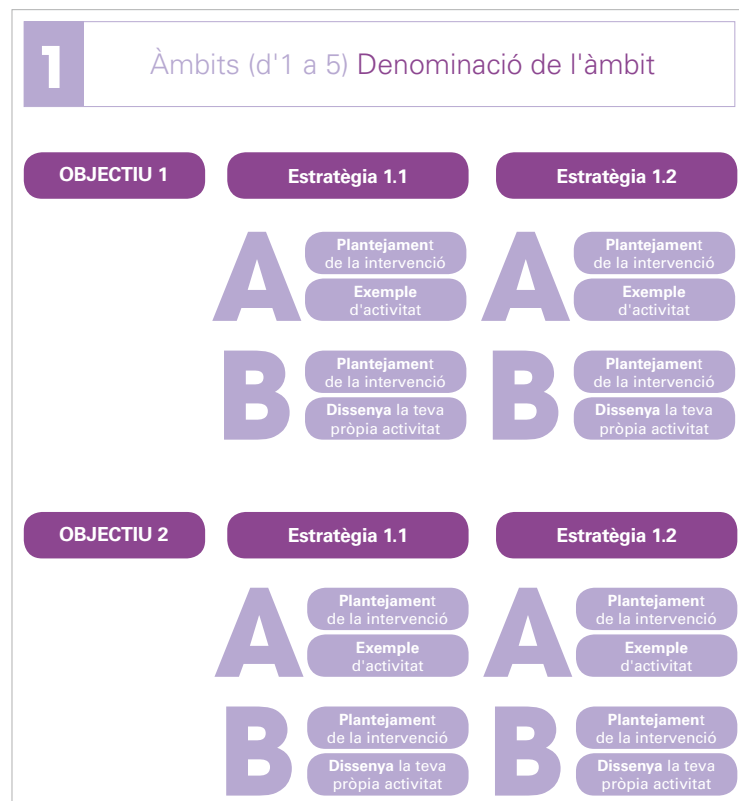 1
Àmbits (d'1 a 5) Denominació de l'àmbit
OBJECTIU 1
Estratègia 1.1
Estratègia 1.2
A
Plantejament
de la intervenció
Exemple
d'activitat
A
Plantejament
de la intervenció
Exemple
d'activitat
B
Plantejament
de la intervenció
Dissenya la teva
pròpia activitat
B
Plantejament
de la intervenció
Dissenya la teva
pròpia activitat
OBJECTIU 2
Estratègia 1.1
Estratègia 1.2
A
Plantejament
de la intervenció
Exemple
d'activitat
A
Plantejament
de la intervenció
Exemple
d'activitat
B
Plantejament
de la intervenció
Dissenya la teva
pròpia activitat
B
Plantejament
de la intervenció
Dissenya la teva
pròpia activitat